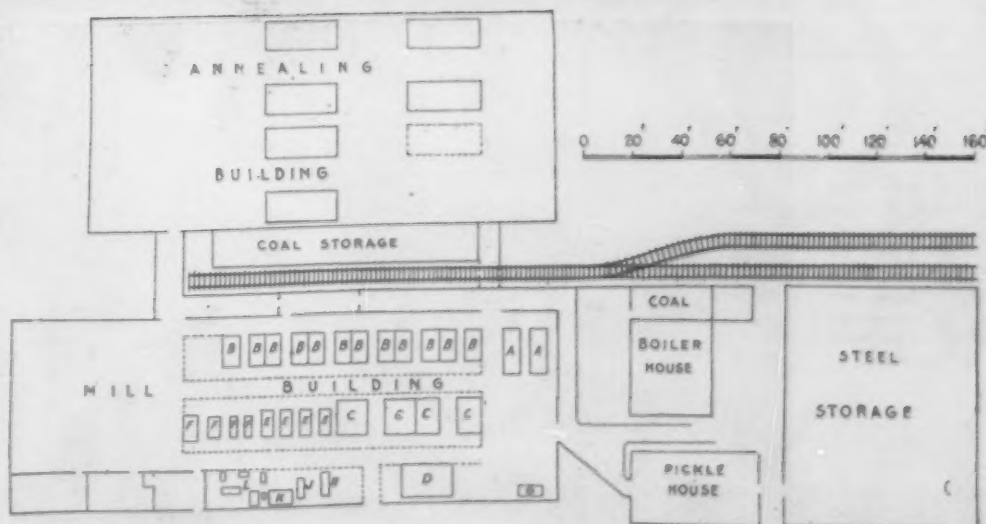 ANNEALING
BUILDING
COAL STORAGE
0 20' 40' 60' 80' 100' 120' 140' 160'
COAL
BOILER
HOUSE
STEEL
STORAGE
MILL BUILDING
B B B B B B B B B B B B A A
F F E E E E C C C
L K J H D G
PICKLE
HOUSE